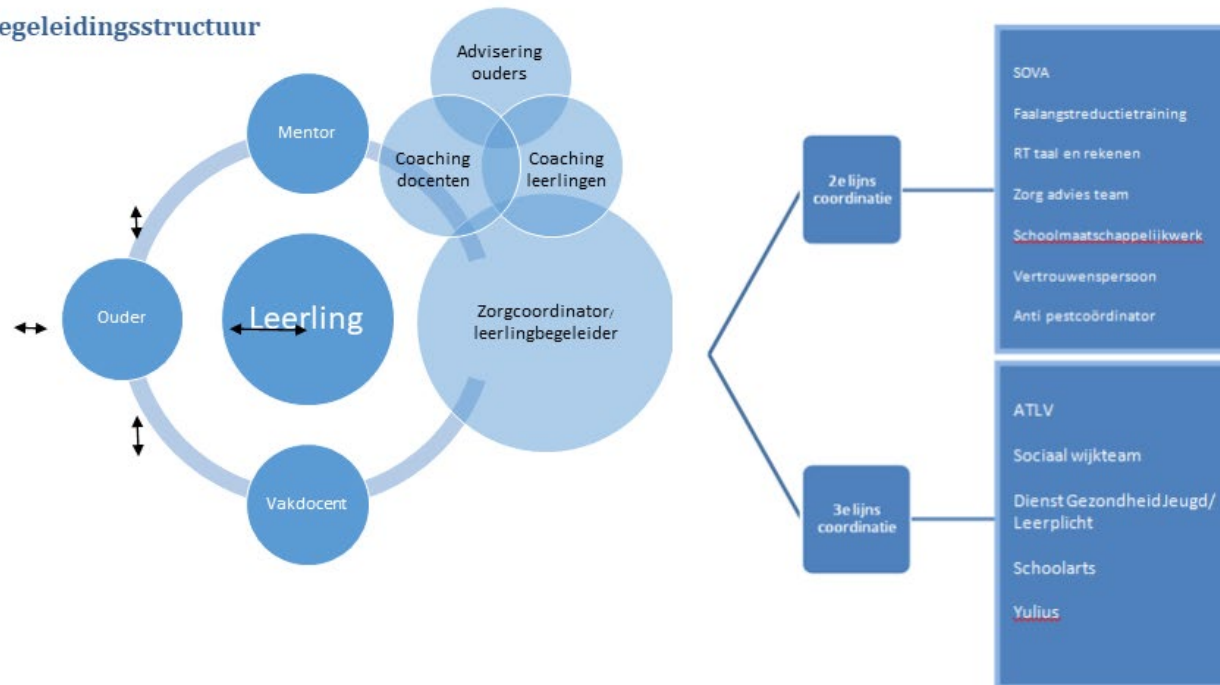 egeleidingsstructuur
Advisering
ouders
Mentor
Coaching
docenten
Coaching
leerlingen
Ouder
Leerling
Zorgcoordinator/
leerlingbegeleider
Vakdocent
2e lijns
coordinatie
SOVA
Faalangstreductietraining
RT taal en rekenen
Zorg advies team
Schoolmaatschappelijkwerk
Vertrouwenspersoon
Anti pestcoördinator
3e lijns
coordinatie
ATLV
Sociaal wijkteam
Dienst Gezondheid Jeugd/
Leerplicht
Schoolarts
Yulius